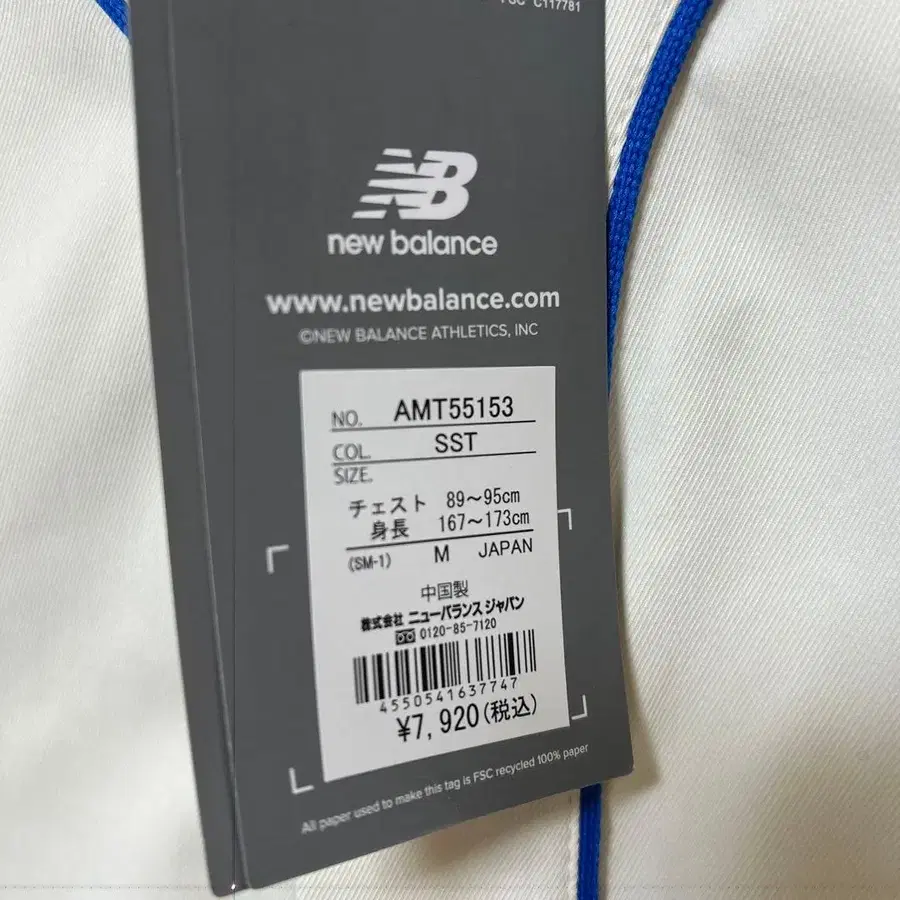 FSC C117781
NB
new balance
www.newbalance.com
©NEW BALANCE ATHLETICS, INC
NO. AMT55153
COL. SST
SIZE.
チェスト 89～95cm
身長 167～173cm
(SM-1) M JAPAN
中国製
株式会社 ニューバランス ジャパン
0120-85-7120
4550541637747
¥7,920(税込)
All paper used to make this tag is FSC recycled 100% paper